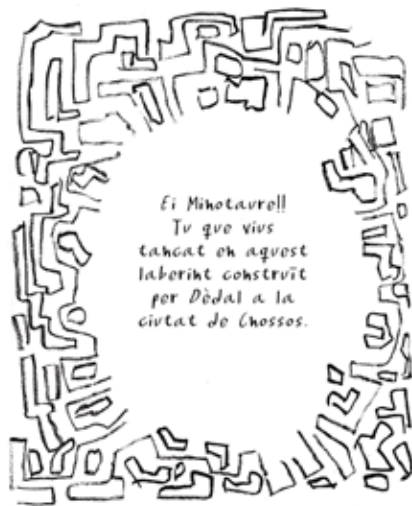 Ei Minotaure!!
Tu que vius
tancat en aquest
laberint construït
per Dèdal a la
ciutat de Cnossos.